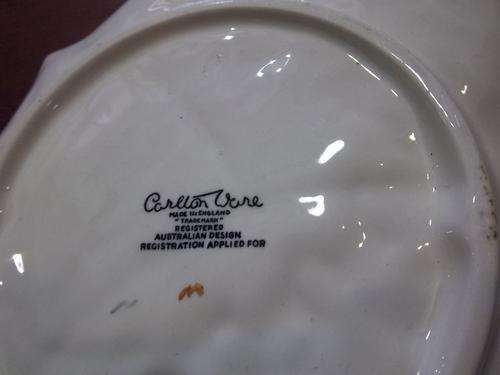 Carlton Ware
MADE IN ENGLAND
"TRADEMARK"
REGISTERED
AUSTRALIAN DESIGN
REGISTRATION APPLIED FOR